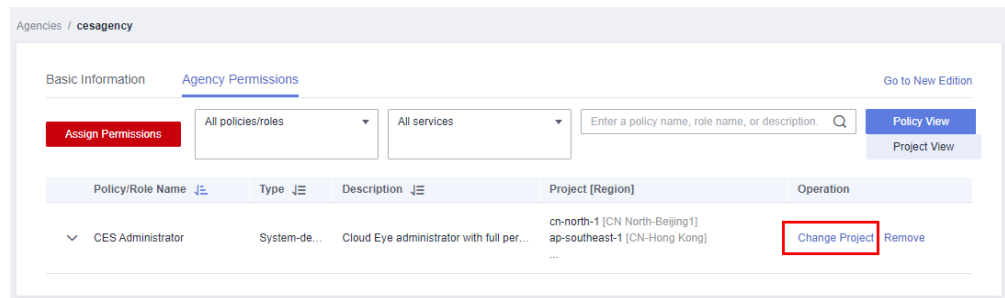 Agencies / cesagency
Basic Information Agency Permissions Go to New Edition
Assign Permissions All policies/roles All services Enter a policy name, role name, or description. Policy View
Project View
Policy/Role Name Type Description Project [Region] Operation
cn-north-1 [CN North-Beijing1]
CES Administrator System-de... Cloud Eye administrator with full per... ap-southeast-1 [CN-Hong Kong] Change Project Remove
...